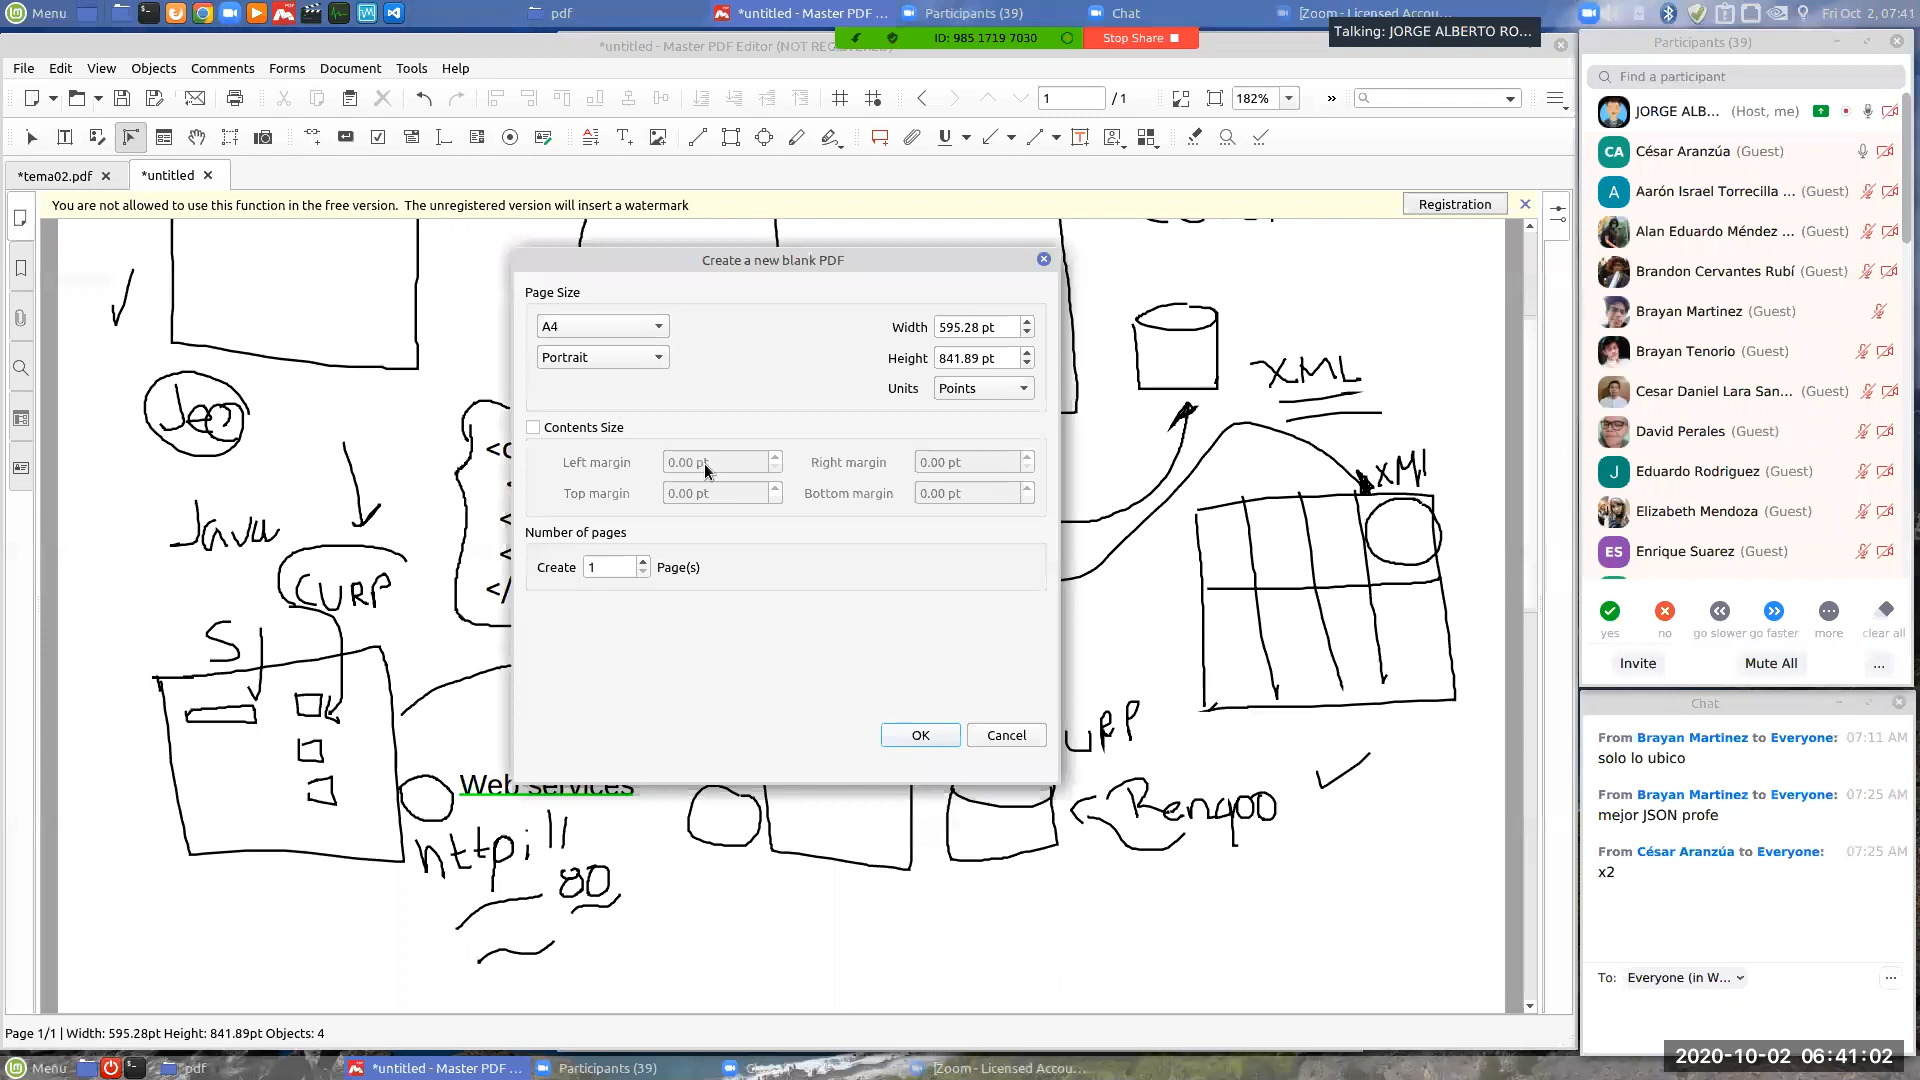 Menu
pdf
*untitled - Master PDF ...
Participants (39)
Chat
[Zoom - Licensed Accou...
Fri Oct 2, 07:41
*untitled - Master PDF Editor (NOT RE
ID: 985 1719 7030
Stop Share
Talking: JORGE ALBERTO RO...
File Edit View Objects Comments Forms Document Tools Help
1 / 1
182%
*tema02.pdf
*untitled
You are not allowed to use this function in the free version. The unregistered version will insert a watermark
Registration
Create a new blank PDF
Page Size
A4
Width 595.28 pt
Portrait
Height 841.89 pt
Units Points
Contents Size
Left margin 0.00 pt
Right margin 0.00 pt
Top margin 0.00 pt
Bottom margin 0.00 pt
Number of pages
Create 1 Page(s)
OK
Cancel
XML
Java
CURP
SI
<
<
<
</
URP
Web services
80
Page 1/1 | Width: 595.28pt Height: 841.89pt Objects: 4
Participants (39)
Find a participant
JORGE ALB... (Host, me)
CA César Aranzúa (Guest)
A Aarón Israel Torrecilla ... (Guest)
Alan Eduardo Méndez ... (Guest)
Brandon Cervantes Rubí (Guest)
Brayan Martinez (Guest)
Brayan Tenorio (Guest)
Cesar Daniel Lara San... (Guest)
David Perales (Guest)
J Eduardo Rodriguez (Guest)
Elizabeth Mendoza (Guest)
ES Enrique Suarez (Guest)
yes no go slower go faster more clear all
Invite
Mute All
...
Chat
From Brayan Martinez to Everyone: 07:11 AM
solo lo ubico
From Brayan Martinez to Everyone: 07:25 AM
mejor JSON profe
From César Aranzúa to Everyone: 07:25 AM
x2
To: Everyone (in W...
Menu
pdf
*untitled - Master PDF ...
Participants (39)
[Zoom - Licensed Accou...
2020-10-02 06:41:02